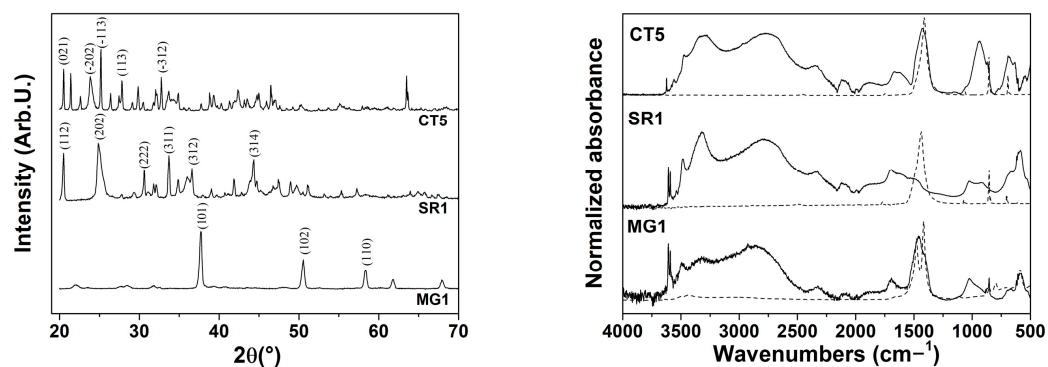 Intensity (Arb.U.)
(021)
(-202)
(-113)
(113)
(-312)
CT5
(112)
(202)
(222)
(311)
(312)
(314)
SR1
(101)
(102)
(110)
MG1
20 30 40 50 60 70
2θ(°)
Normalized absorbance
CT5
SR1
MG1
4000 3500 3000 2500 2000 1500 1000 500
Wavenumbers (cm⁻¹)